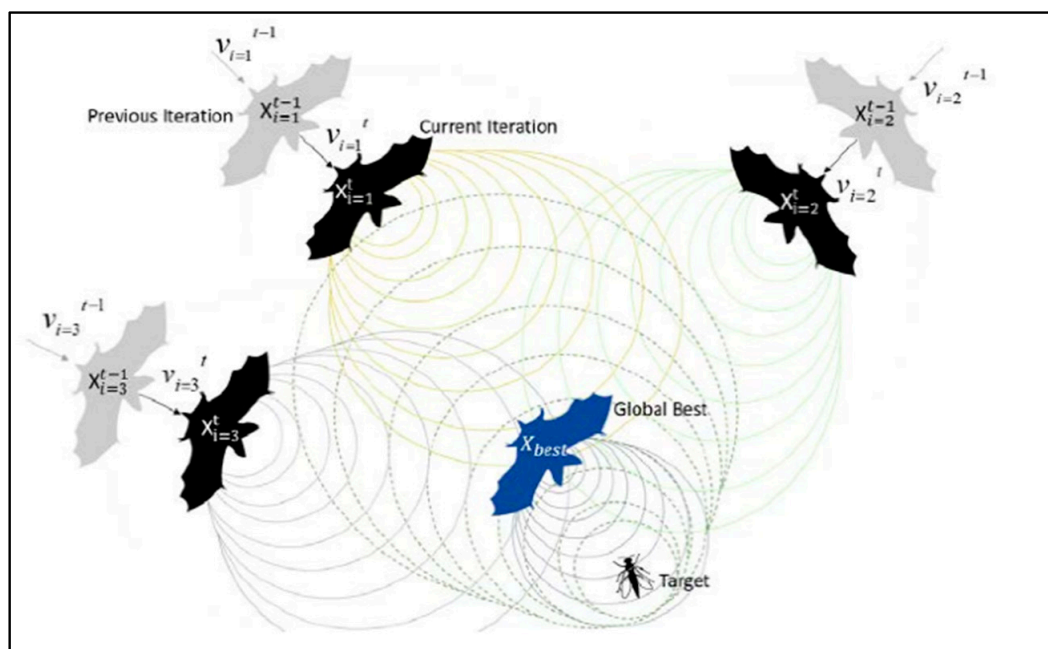 v_{i=1}^{t-1}
X_{i=1}^{t-1}
Previous Iteration
v_{i=1}^{t}
Current Iteration
X_{i=1}^{t}
v_{i=2}^{t-1}
X_{i=2}^{t-1}
v_{i=2}^{t}
X_{i=2}^{t}
v_{i=3}^{t-1}
X_{i=3}^{t-1}
v_{i=3}^{t}
X_{i=3}^{t}
Global Best
X_{best}
Target